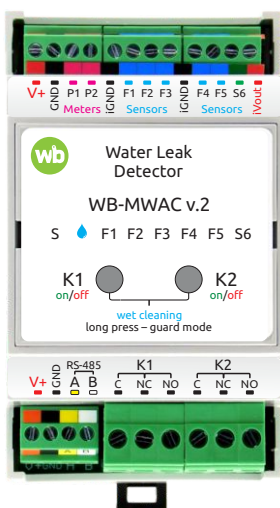 V+ GND P1 P2 iGND F1 F2 F3 iGND F4 F5 S6 iVout
Meters Sensors Sensors
wb
Water Leak
Detector
WB-MWAC v.2
S F1 F2 F3 F4 F5 S6
K1 K2
on/off on/off
wet cleaning
long press – guard mode
RS-485 K1 K2
V+ GND A B C NC NO C NC NO
V+ GND A B